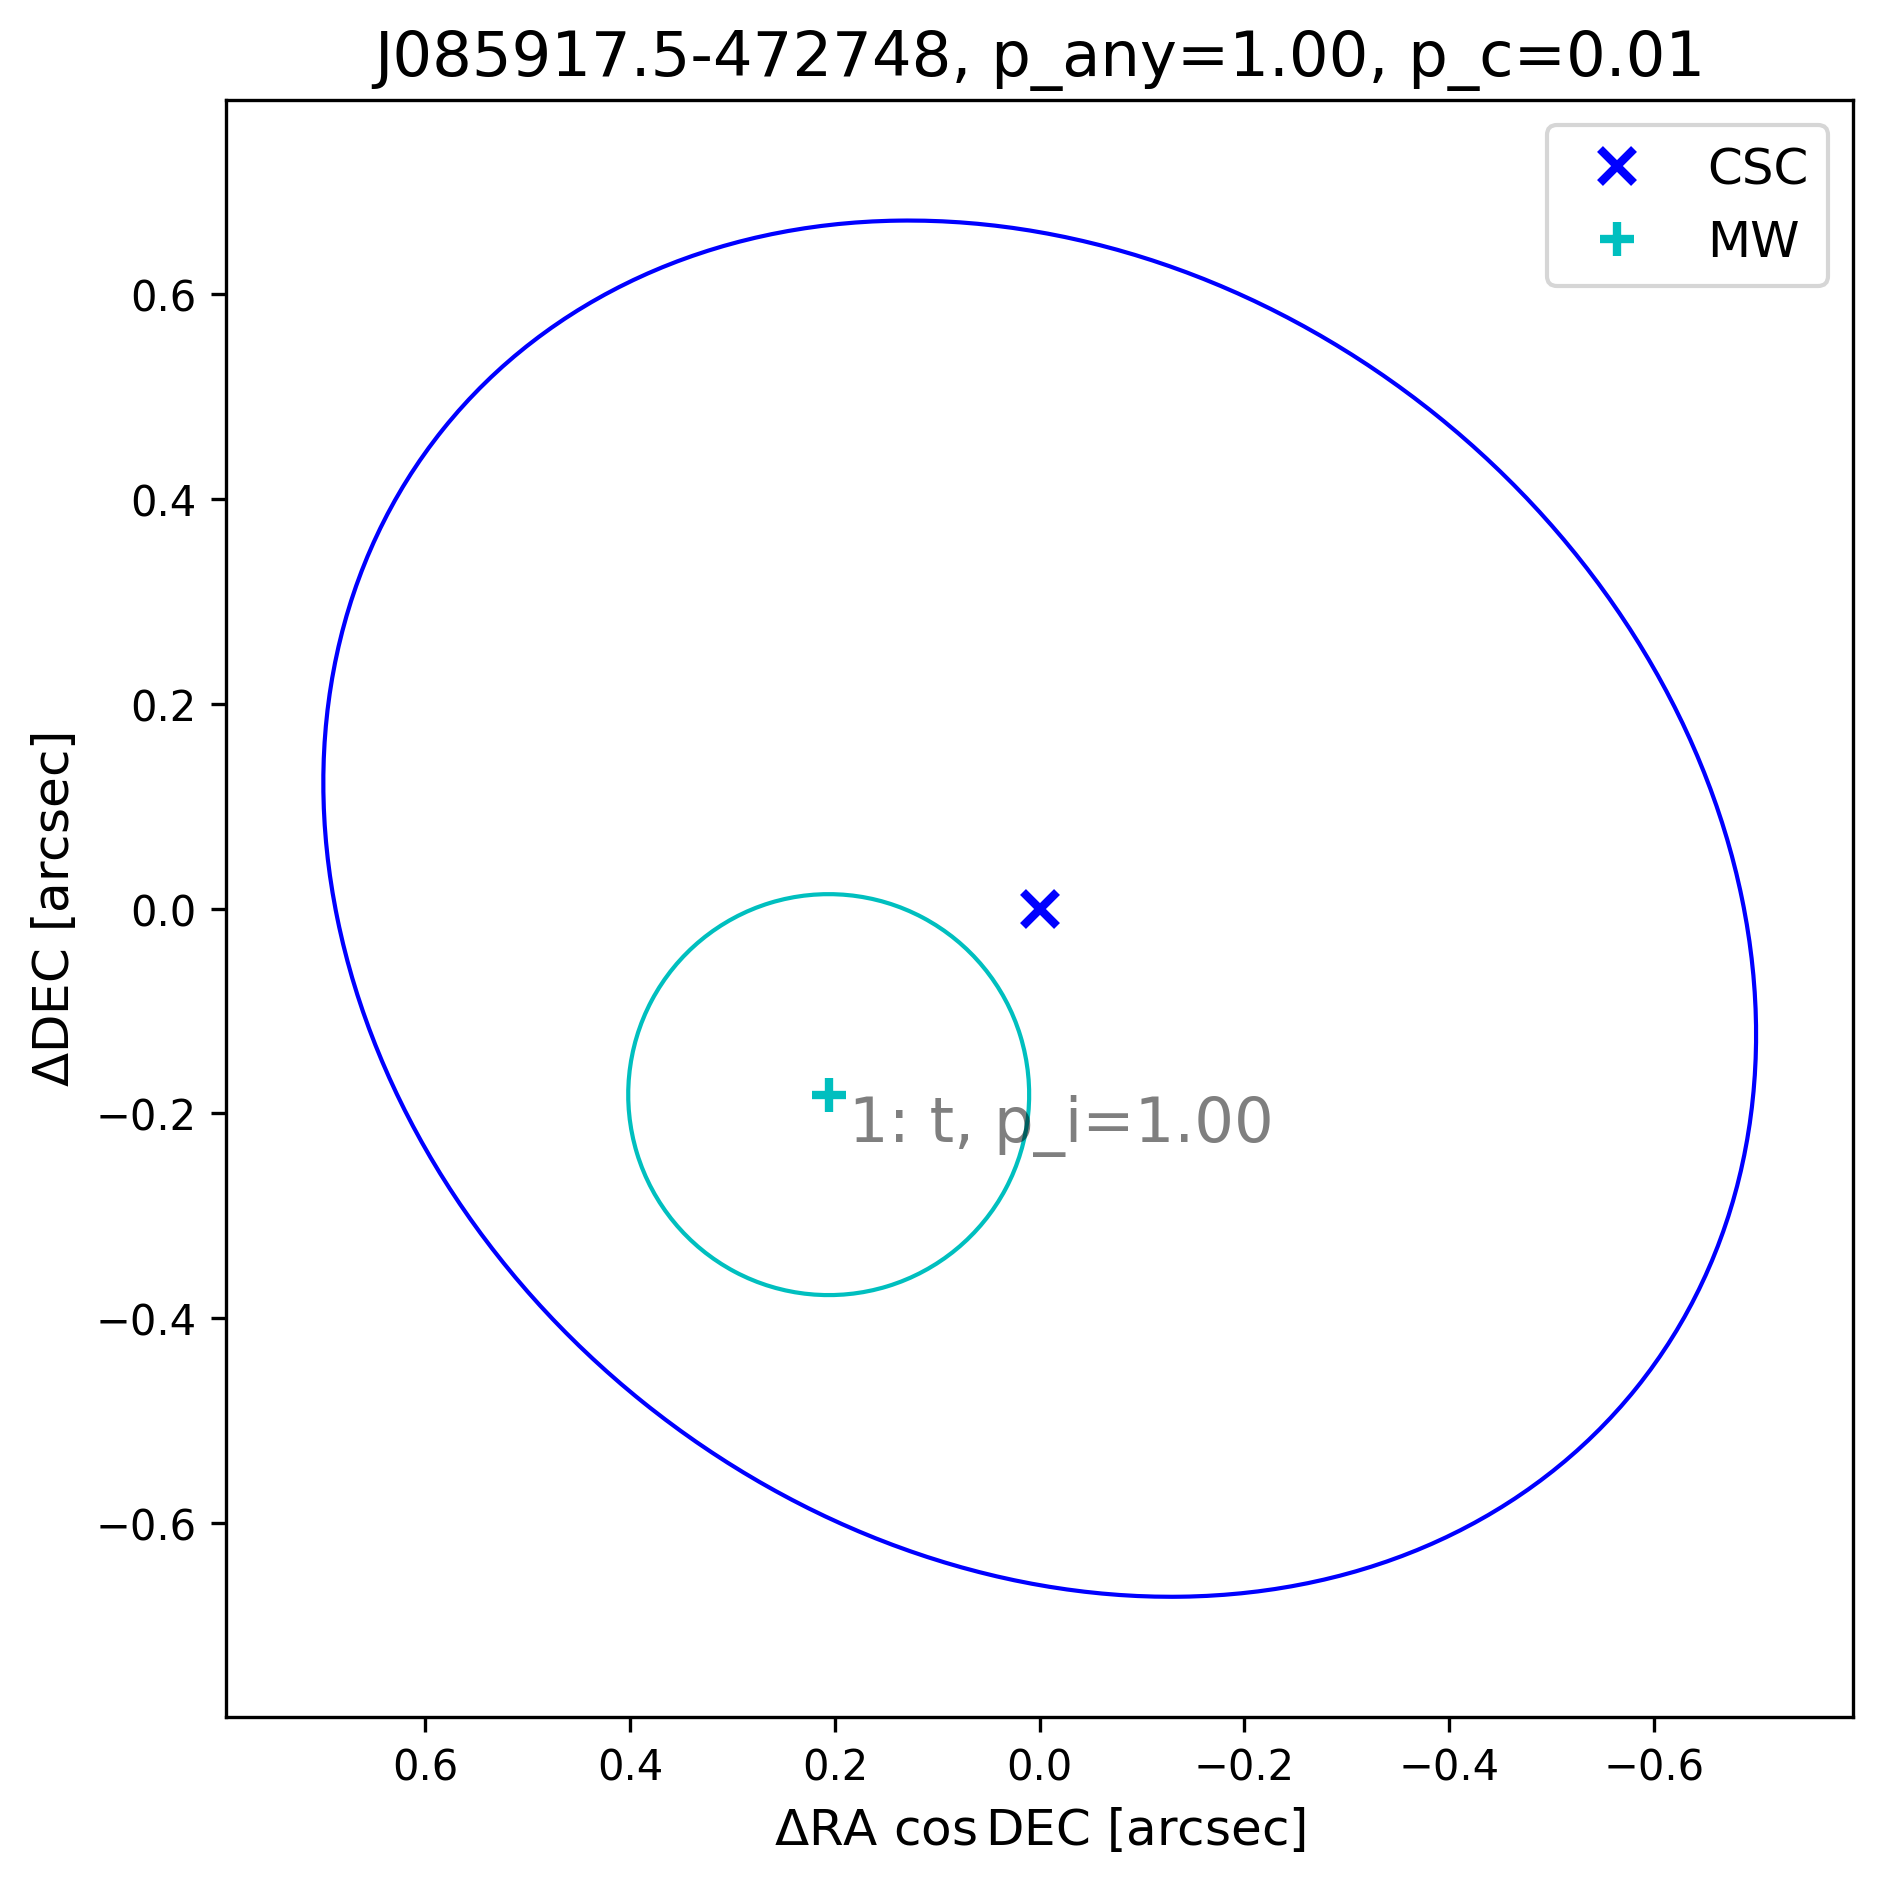 J085917.5-472748, p_any=1.00, p_c=0.01
CSC
MW
0.6
0.4
0.2
0.0
−0.2
−0.4
−0.6
ΔDEC [arcsec]
1: t, p_i=1.00
0.6 0.4 0.2 0.0 −0.2 −0.4 −0.6
ΔRA cos DEC [arcsec]